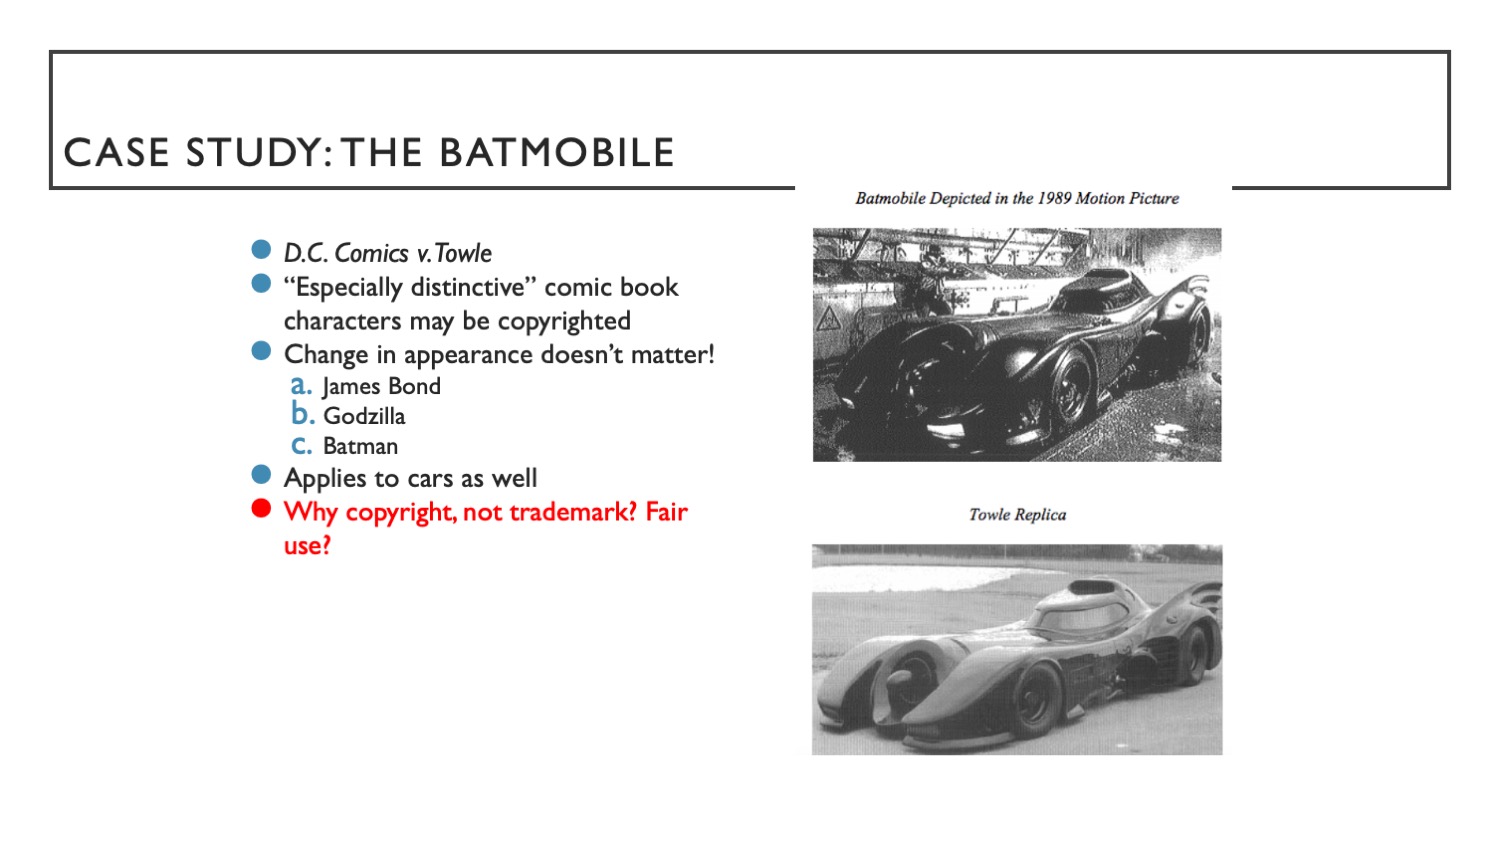 CASE STUDY: THE BATMOBILE
D.C. Comics v. Towle
“Especially distinctive” comic book
characters may be copyrighted
Change in appearance doesn’t matter!
a. James Bond
b. Godzilla
c. Batman
Applies to cars as well
Why copyright, not trademark? Fair
use?
Batmobile Depicted in the 1989 Motion Picture
Towle Replica